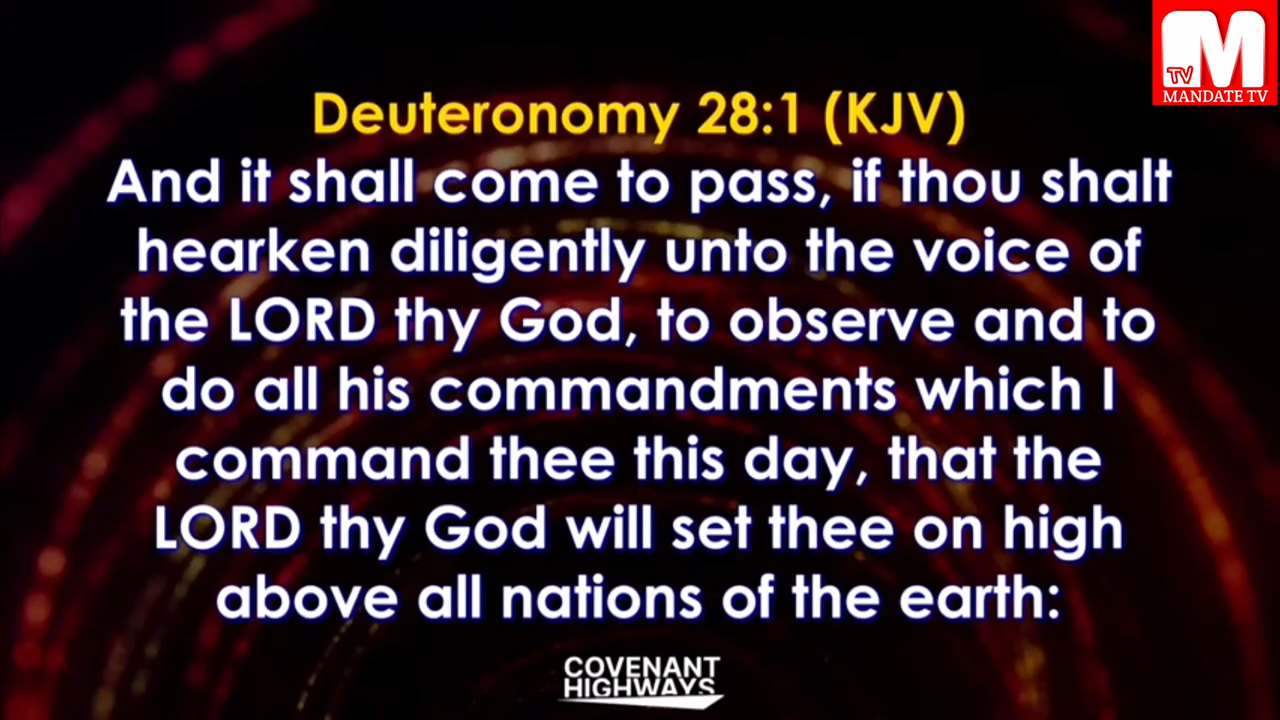 TV M
MANDATE TV
Deuteronomy 28:1 (KJV)
And it shall come to pass, if thou shalt
hearken diligently unto the voice of
the LORD thy God, to observe and to
do all his commandments which I
command thee this day, that the
LORD thy God will set thee on high
above all nations of the earth:
COVENANT
HIGHWAYS